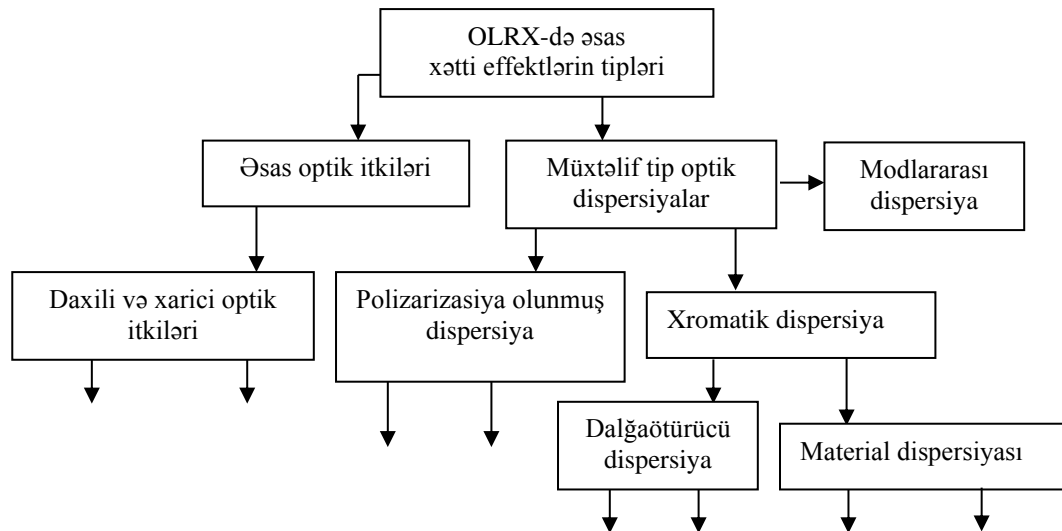 OLRX-də əsas
xətti effektlərin tipləri
Əsas optik itkiləri
Müxtəlif tip optik
dispersiyalar
Modlararası
dispersiya
Daxili və xarici optik
itkiləri
Polizarizasiya olunmuş
dispersiya
Xromatik dispersiya
Dalğaötürücü
dispersiya
Material dispersiyası